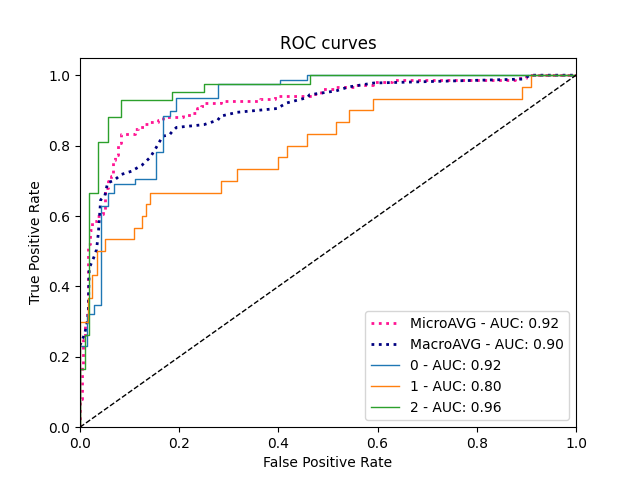 ROC curves
True Positive Rate
1.0
0.8
0.6
0.4
0.2
0.0
0.0 0.2 0.4 0.6 0.8 1.0
False Positive Rate
MicroAVG - AUC: 0.92
MacroAVG - AUC: 0.90
0 - AUC: 0.92
1 - AUC: 0.80
2 - AUC: 0.96